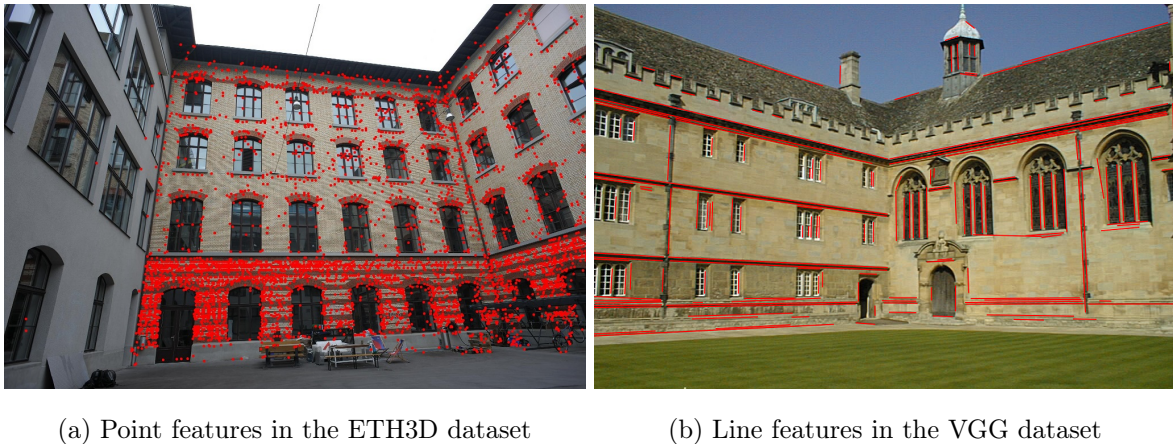 (a) Point features in the ETH3D dataset
(b) Line features in the VGG dataset